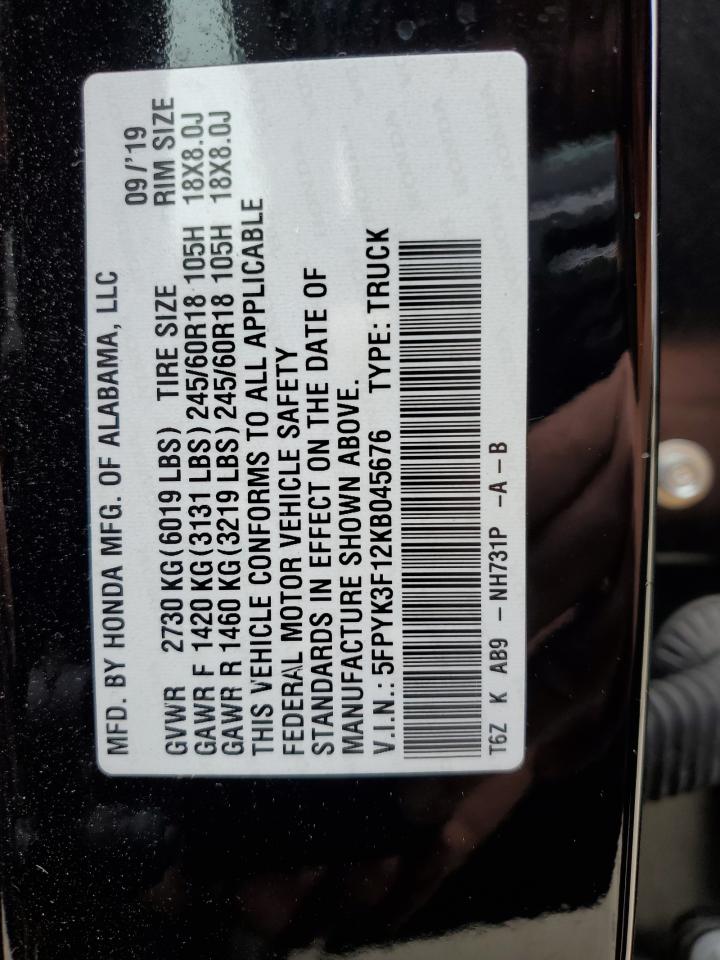 MFD. BY HONDA MFG. OF ALABAMA, LLC 09/'19
GVWR 2730 KG(6019 LBS) TIRE SIZE RIM SIZE
GAWR F 1420 KG(3131 LBS) 245/60R18 105H 18X8.0J
GAWR R 1460 KG(3219 LBS) 245/60R18 105H 18X8.0J
THIS VEHICLE CONFORMS TO ALL APPLICABLE
FEDERAL MOTOR VEHICLE SAFETY
STANDARDS IN EFFECT ON THE DATE OF
MANUFACTURE SHOWN ABOVE.
V.I.N.: 5FPYK3F12KB045676 TYPE: TRUCK
T6Z K AB9 - NH731P -A-B